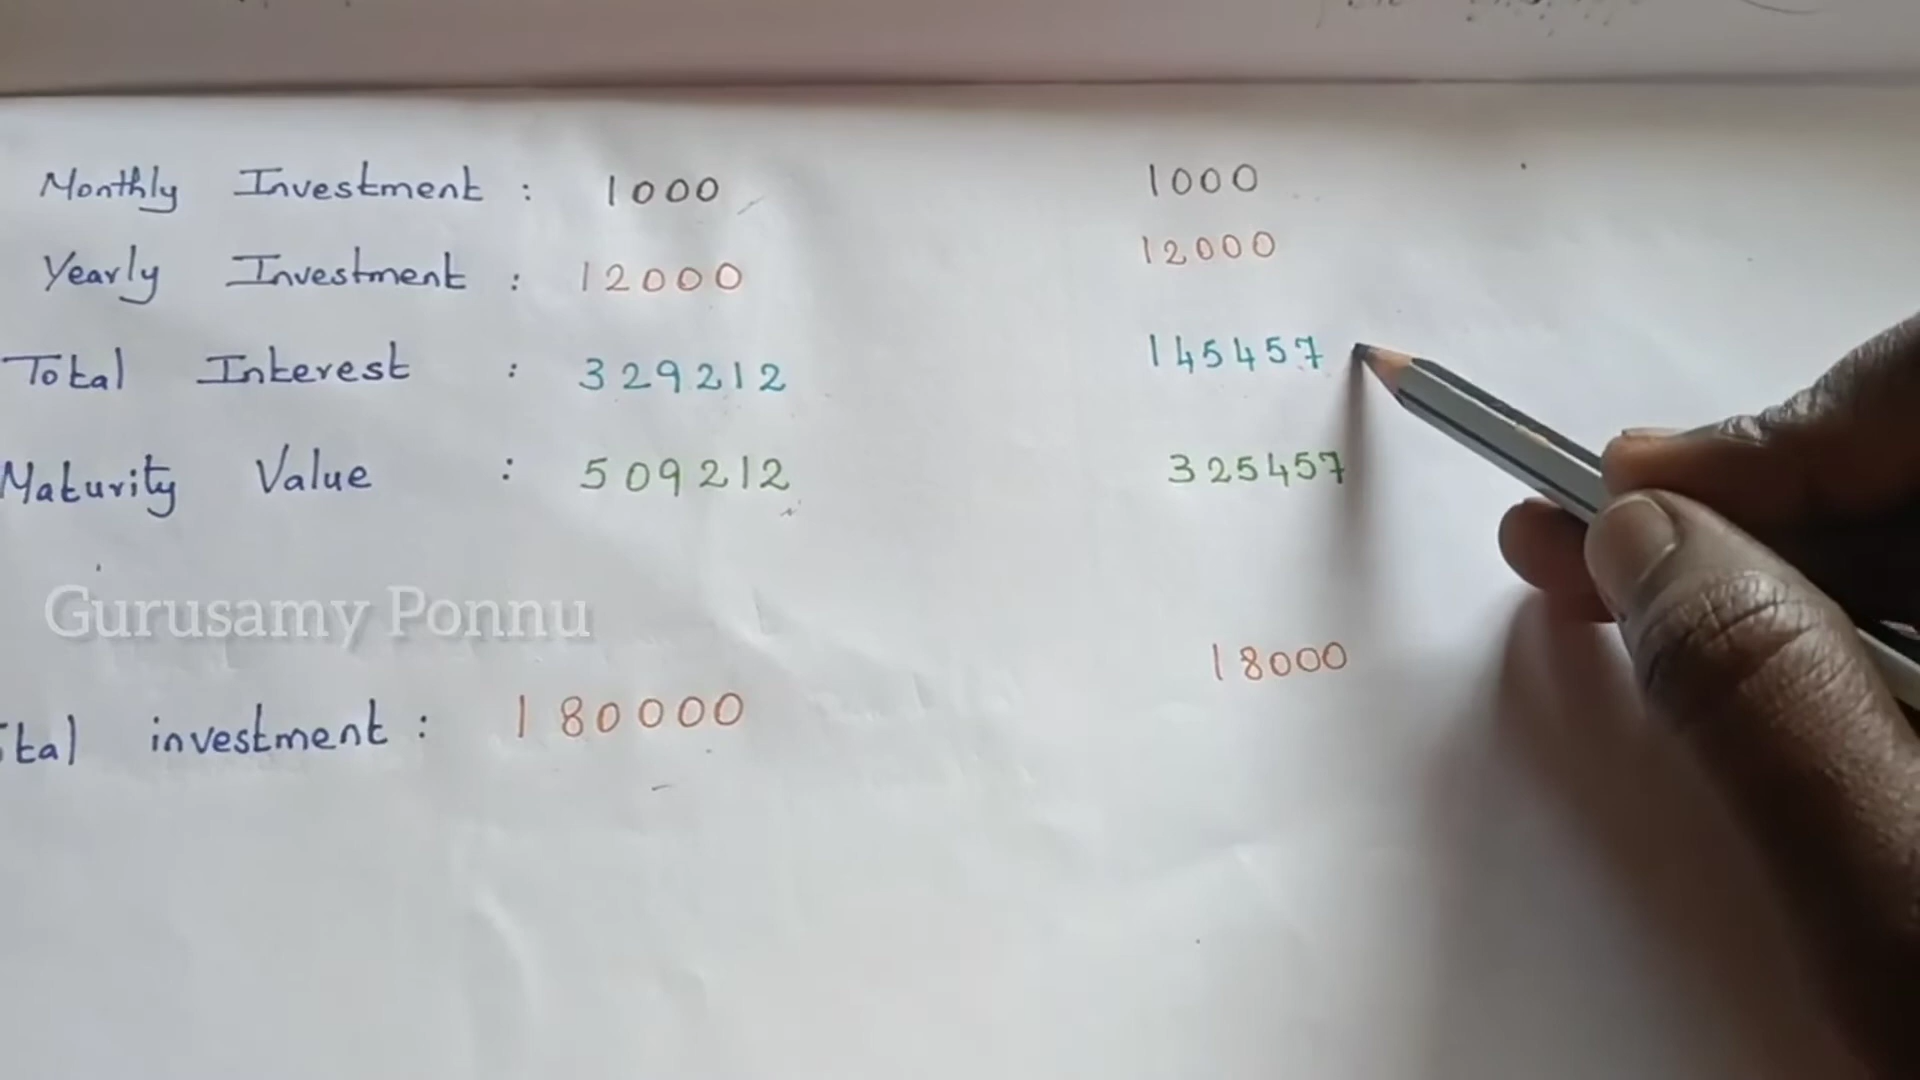 Monthly Investment : 1000 1000
Yearly Investment : 12000 12000
Total Interest : 329212 145457
Maturity Value : 509212 325457
Gurusamy Ponnu
18000
tal investment : 180000